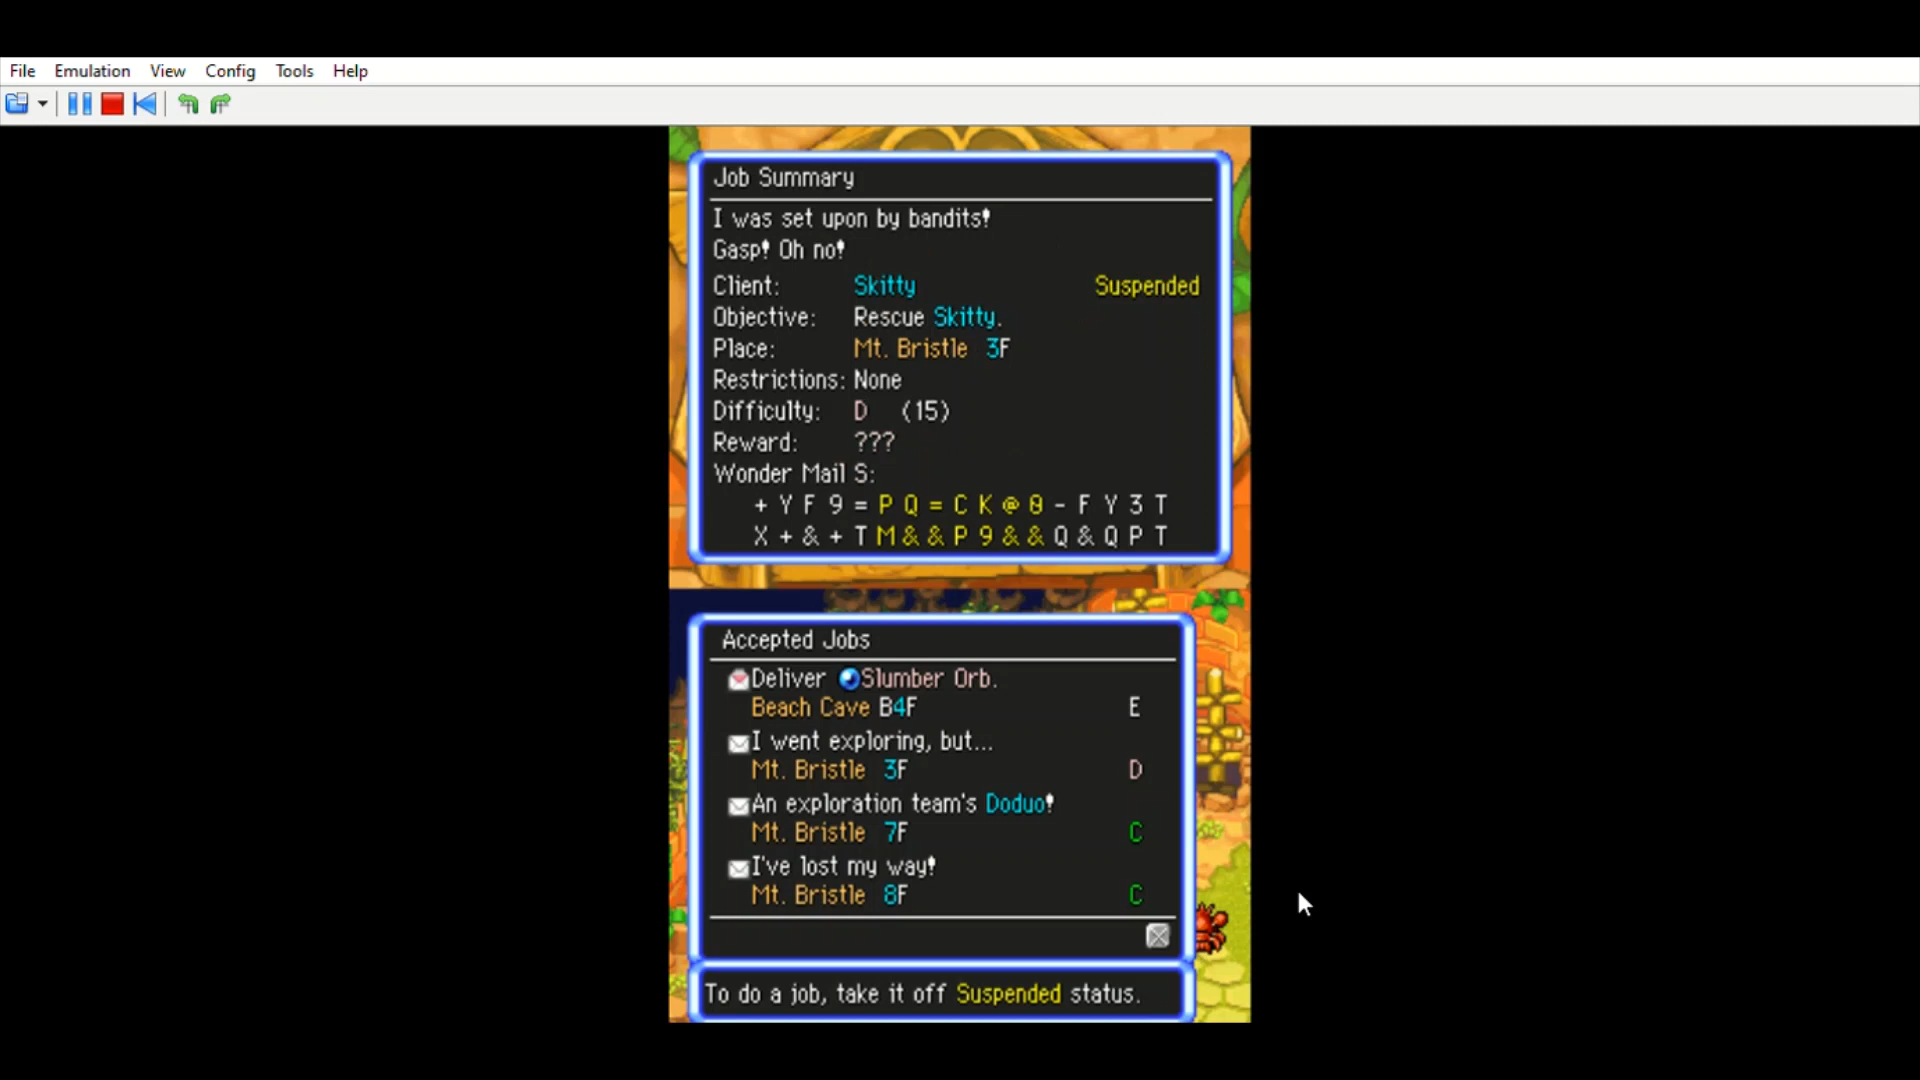 File Emulation View Config Tools Help
Job Summary
I was set upon by bandits!
Gasp! Oh no!
Client: Skitty Suspended
Objective: Rescue Skitty.
Place: Mt. Bristle 3F
Restrictions: None
Difficulty: D (15)
Reward: ???
Wonder Mail S:
+ Y F 9 = P Q = C K @ 0 - F Y 3 T
X + & + T M & & P 9 & & Q & Q P T
Accepted Jobs
Deliver Slumber Orb.
Beach Cave B4F E
I went exploring, but...
Mt. Bristle 3F D
An exploration team's Doduo!
Mt. Bristle 7F C
I've lost my way!
Mt. Bristle 8F C
To do a job, take it off Suspended status.